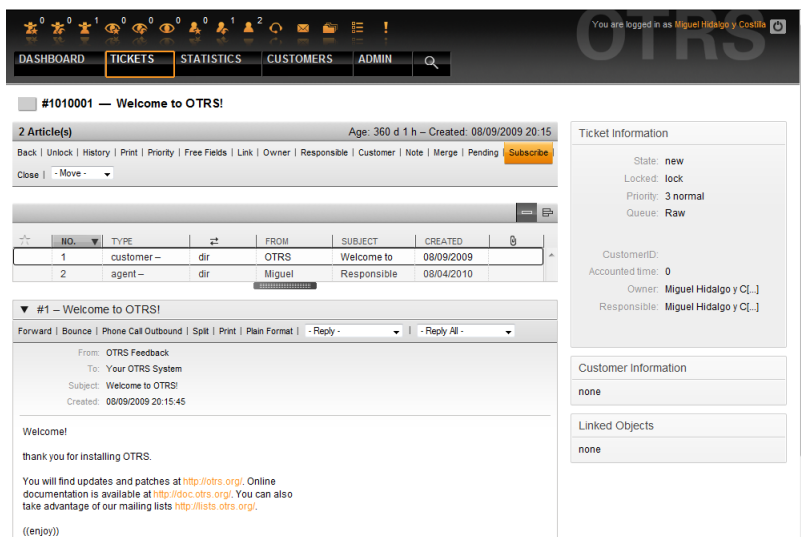 0 0 1 0 0 0 0 1 2
You are logged in as Miguel Hidalgo y Costilla
OTRS
DASHBOARD TICKETS STATISTICS CUSTOMERS ADMIN
#1010001 — Welcome to OTRS!
2 Article(s) Age: 360 d 1 h – Created: 08/09/2009 20:15
Back | Unlock | History | Print | Priority | Free Fields | Link | Owner | Responsible | Customer | Note | Merge | Pending | Subscribe |
Close | - Move -
NO. TYPE FROM SUBJECT CREATED
1 customer – dir OTRS Welcome to 08/09/2009
2 agent – dir Miguel Responsible 08/04/2010
#1 – Welcome to OTRS!
Forward | Bounce | Phone Call Outbound | Split | Print | Plain Format | - Reply - | - Reply All -
From: OTRS Feedback
To: Your OTRS System
Subject: Welcome to OTRS!
Created: 08/09/2009 20:15:45
Welcome!
thank you for installing OTRS.
You will find updates and patches at http://otrs.org/. Online
documentation is available at http://doc.otrs.org/. You can also
take advantage of our mailing lists http://lists.otrs.org/.
((enjoy))
Ticket Information
State: new
Locked: lock
Priority: 3 normal
Queue: Raw
CustomerID:
Accounted time: 0
Owner: Miguel Hidalgo y C[...]
Responsible: Miguel Hidalgo y C[...]
Customer Information
none
Linked Objects
none